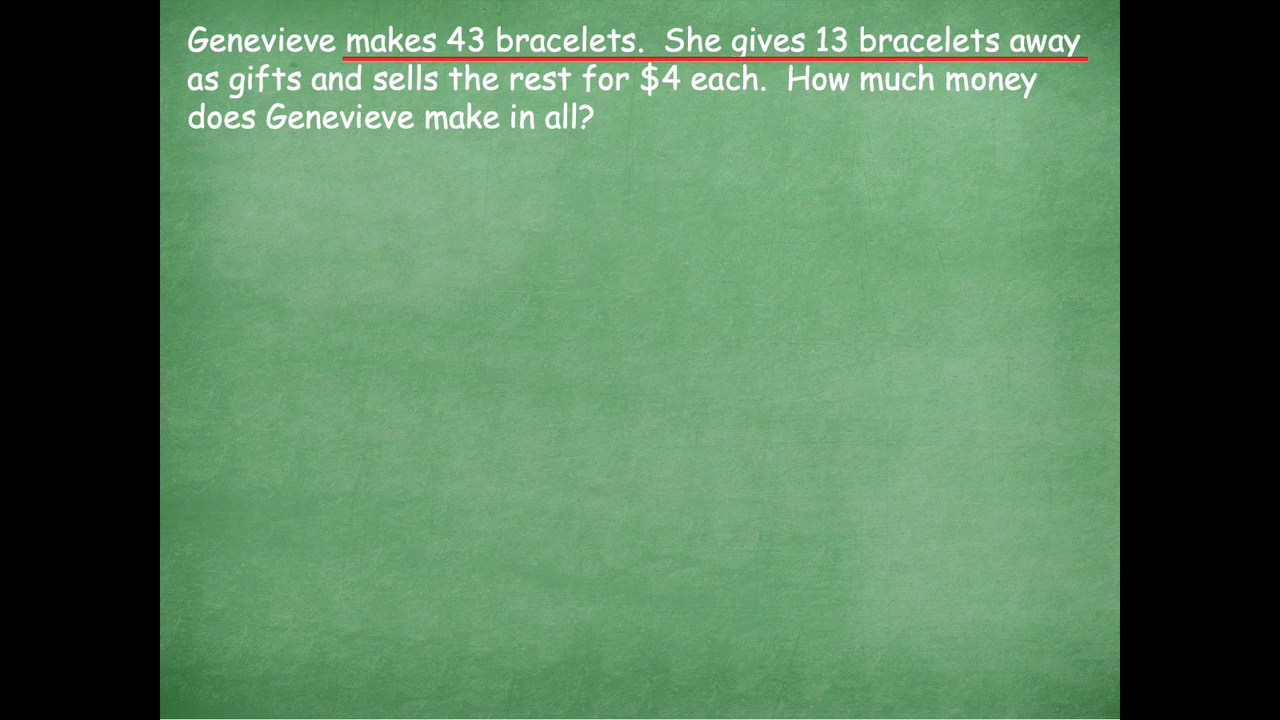 Genevieve makes 43 bracelets. She gives 13 bracelets away
as gifts and sells the rest for $4 each. How much money
does Genevieve make in all?